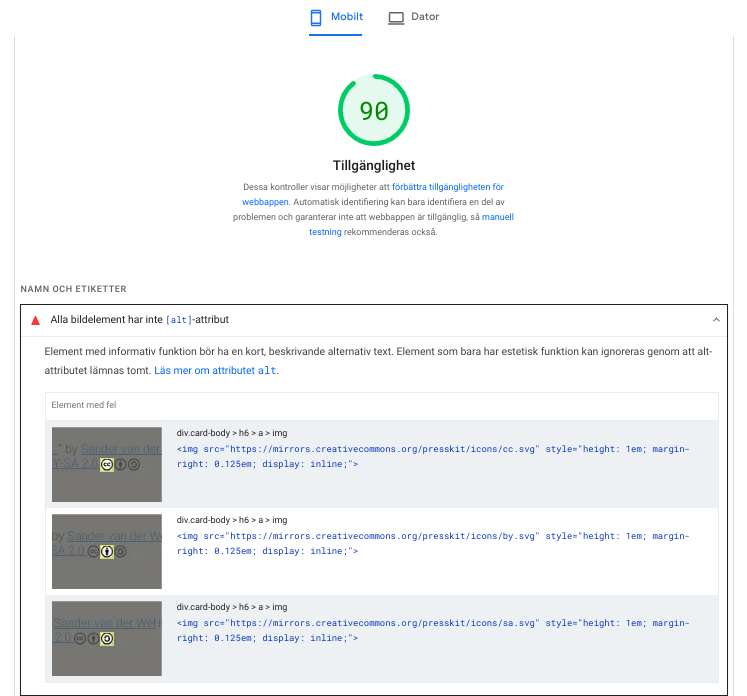 Mobilt
Dator
90
Tillgänglighet
Dessa kontroller visar möjligheter att förbättra tillgängligheten för
webbappen. Automatisk identifiering kan bara identifiera en del av
problemen och garanterar inte att webbappen är tillgänglig, så manuell
testning rekommenderas också.
NAMN OCH ETIKETTER
Alla bildelement har inte [alt]-attribut
Element med informativ funktion bör ha en kort, beskrivande alternativ text. Element som bara har estetisk funktion kan ignoreras genom att alt-
attributet lämnas tomt. Läs mer om attributet alt.
Element med fel
_" by Sander van der
Y-SA 2.0
div.card-body > h6 > a > img
<img src="https://mirrors.creativecommons.org/presskit/icons/cc.svg" style="height: 1em; margin-
right: 0.125em; display: inline;">
by Sander van der We
SA 2.0
div.card-body > h6 > a > img
<img src="https://mirrors.creativecommons.org/presskit/icons/by.svg" style="height: 1em; margin-
right: 0.125em; display: inline;">
Sander van der Wel
2.0
div.card-body > h6 > a > img
<img src="https://mirrors.creativecommons.org/presskit/icons/sa.svg" style="height: 1em; margin-
right: 0.125em; display: inline;">